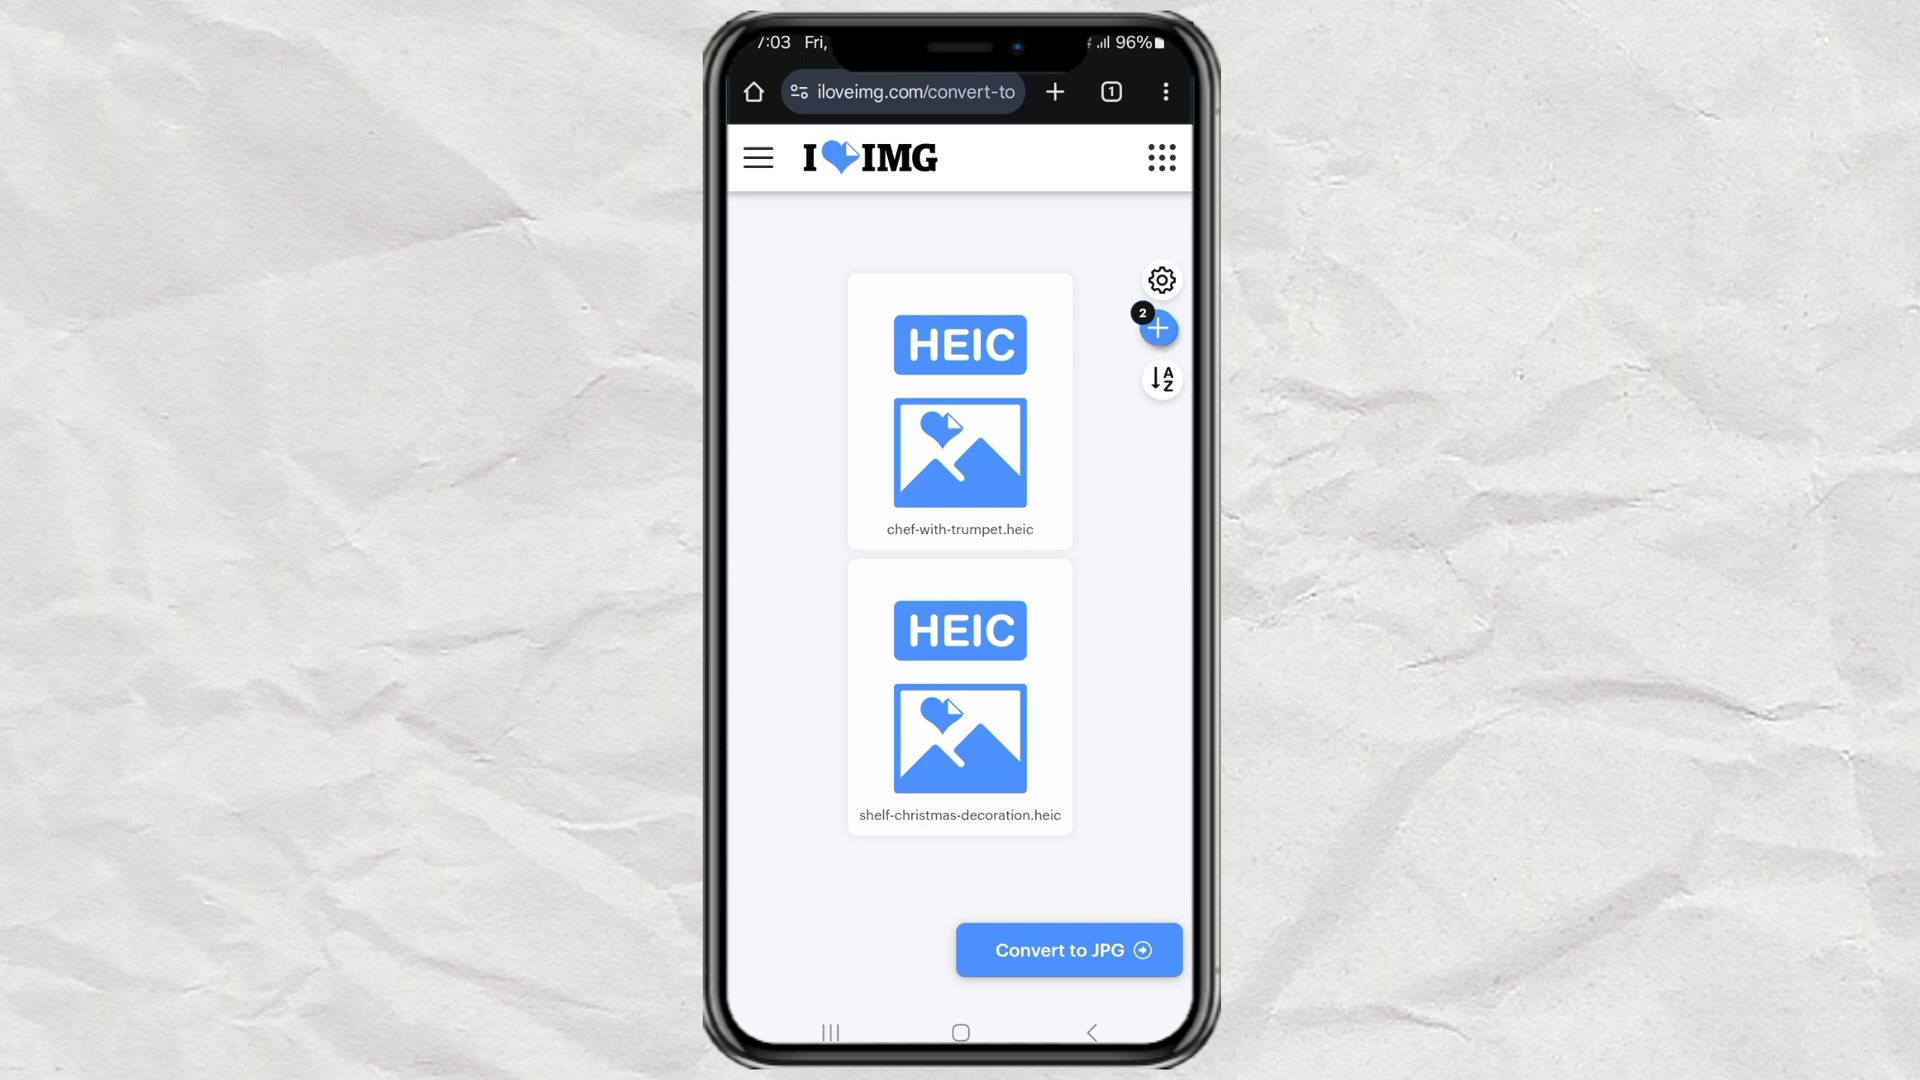 7:03 Fri, 96%
iloveimg.com/convert-to 1
I IMG
HEIC
2
A
Z
chef-with-trumpet.heic
HEIC
shelf-christmas-decoration.heic
Convert to JPG